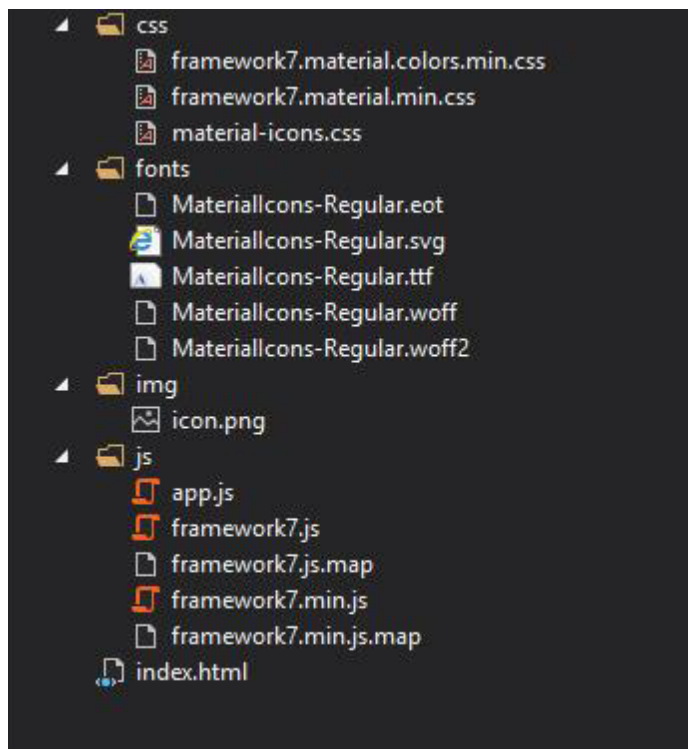 css
framework7.material.colors.min.css
framework7.material.min.css
material-icons.css
fonts
MaterialIcons-Regular.eot
MaterialIcons-Regular.svg
MaterialIcons-Regular.ttf
MaterialIcons-Regular.woff
MaterialIcons-Regular.woff2
img
icon.png
js
app.js
framework7.js
framework7.js.map
framework7.min.js
framework7.min.js.map
index.html